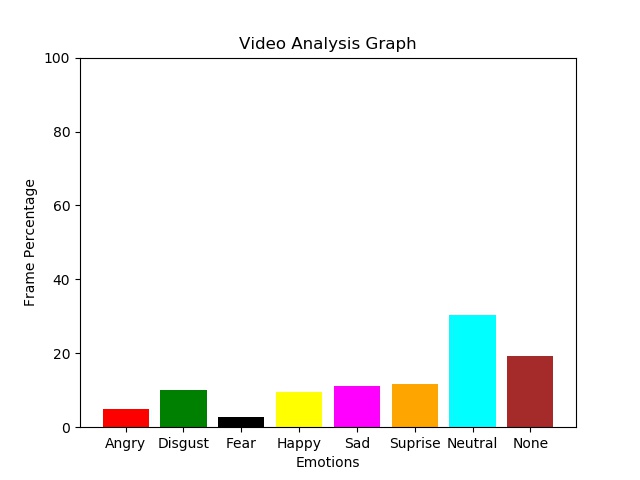 Video Analysis Graph
100
80
60
40
20
0
Frame Percentage
Angry Disgust Fear Happy Sad Suprise Neutral None
Emotions